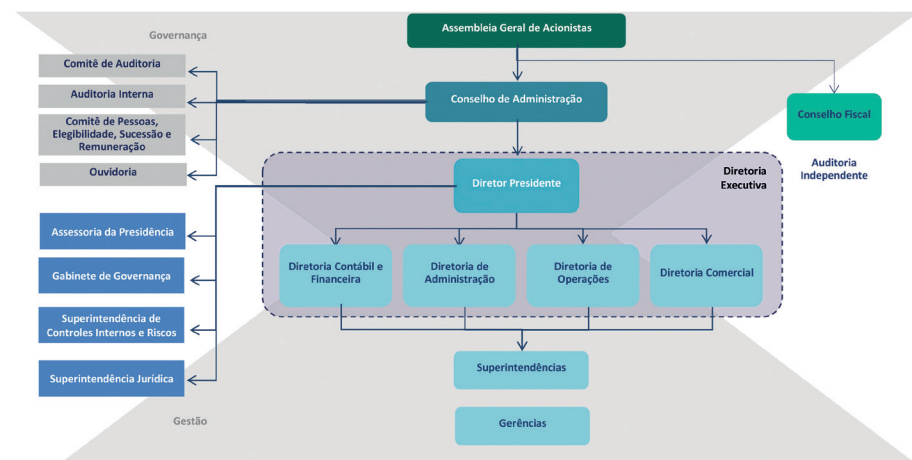 Assembleia Geral de Acionistas
Governança
Comitê de Auditoria
Auditoria Interna
Comitê de Pessoas,
Elegibilidade, Sucessão e
Remuneração
Ouvidoria
Conselho de Administração
Conselho Fiscal
Auditoria
Independente
Diretoria
Executiva
Diretor Presidente
Assessoria da Presidência
Gabinete de Governança
Superintendência de
Controles Internos e Riscos
Superintendência Jurídica
Diretoria Contábil e
Financeira
Diretoria de
Administração
Diretoria de
Operações
Diretoria Comercial
Superintendências
Gerências
Gestão